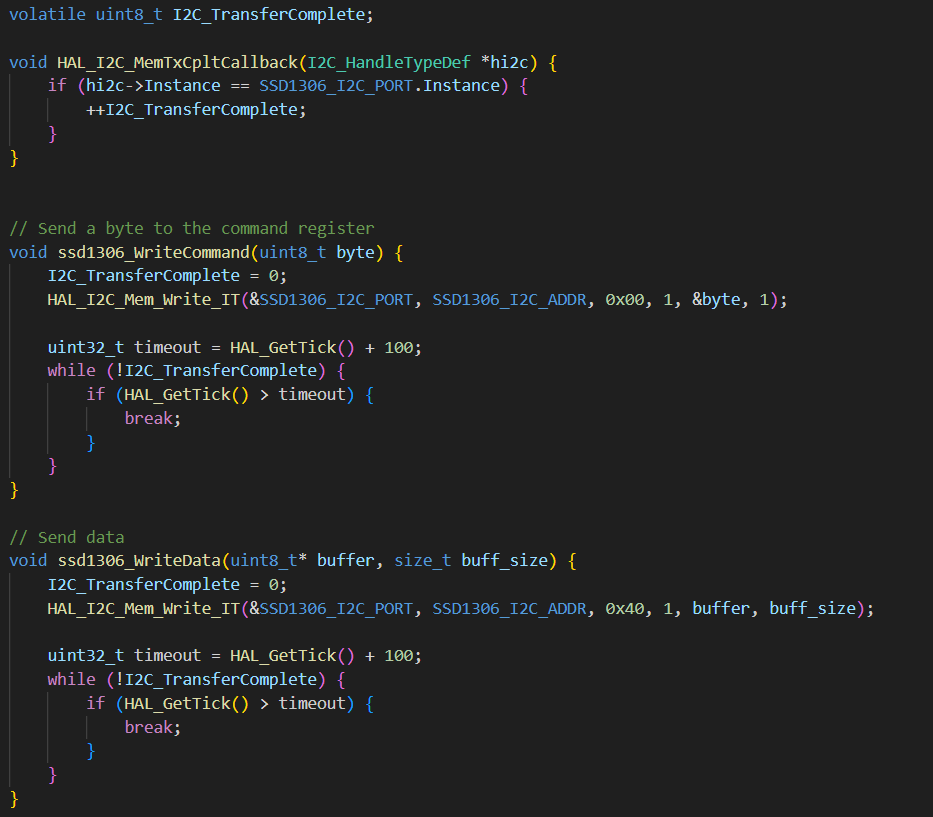 volatile uint8_t I2C_TransferComplete;
void HAL_I2C_MemTxCpltCallback(I2C_HandleTypeDef *hi2c) {
    if (hi2c->Instance == SSD1306_I2C_PORT.Instance) {
        ++I2C_TransferComplete;
    }
}
// Send a byte to the command register
void ssd1306_WriteCommand(uint8_t byte) {
    I2C_TransferComplete = 0;
    HAL_I2C_Mem_Write_IT(&SSD1306_I2C_PORT, SSD1306_I2C_ADDR, 0x00, 1, &byte, 1);
    uint32_t timeout = HAL_GetTick() + 100;
    while (!I2C_TransferComplete) {
        if (HAL_GetTick() > timeout) {
            break;
        }
    }
}
// Send data
void ssd1306_WriteData(uint8_t* buffer, size_t buff_size) {
    I2C_TransferComplete = 0;
    HAL_I2C_Mem_Write_IT(&SSD1306_I2C_PORT, SSD1306_I2C_ADDR, 0x40, 1, buffer, buff_size);
    uint32_t timeout = HAL_GetTick() + 100;
    while (!I2C_TransferComplete) {
        if (HAL_GetTick() > timeout) {
            break;
        }
    }
}